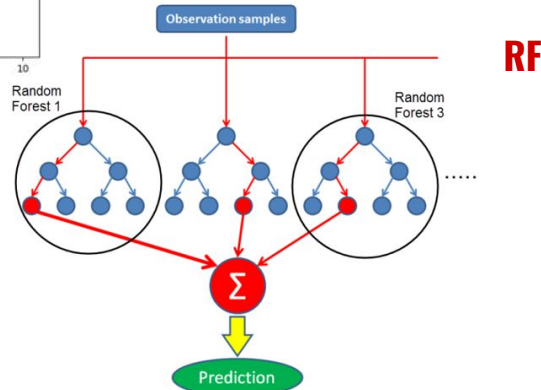 Observation samples
RF
10
Random
Forest 1
Random
Forest 3
.....
Σ
Prediction